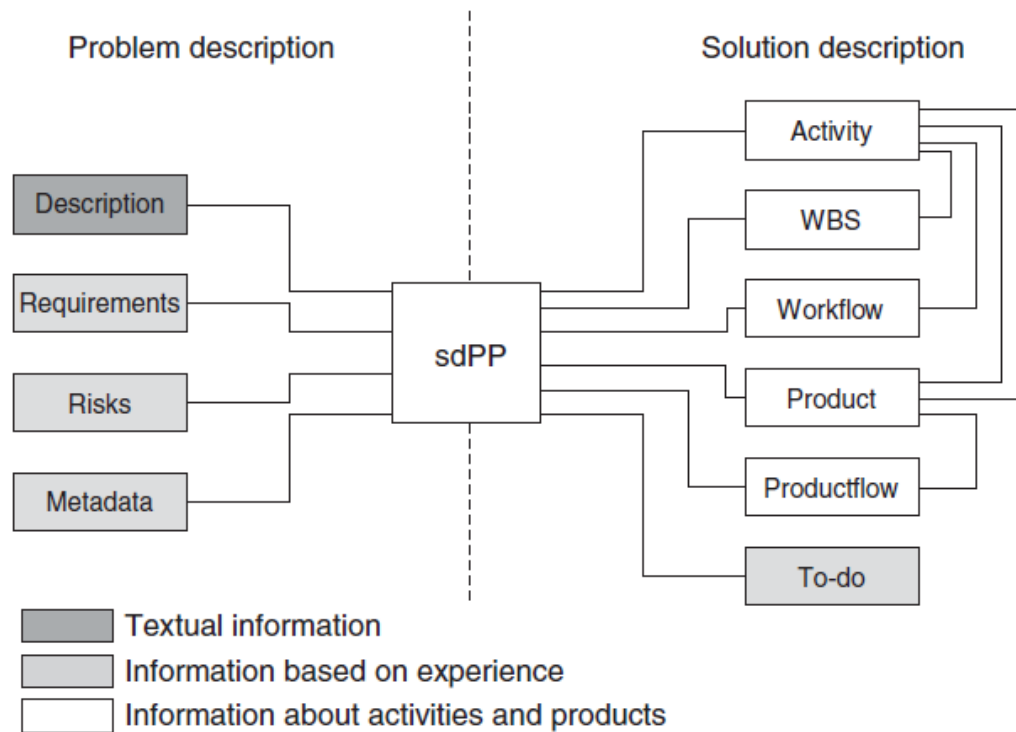 Problem description
Solution description
Description
Requirements
Risks
Metadata
sdPP
Activity
WBS
Workflow
Product
Productflow
To-do
Textual information
Information based on experience
Information about activities and products